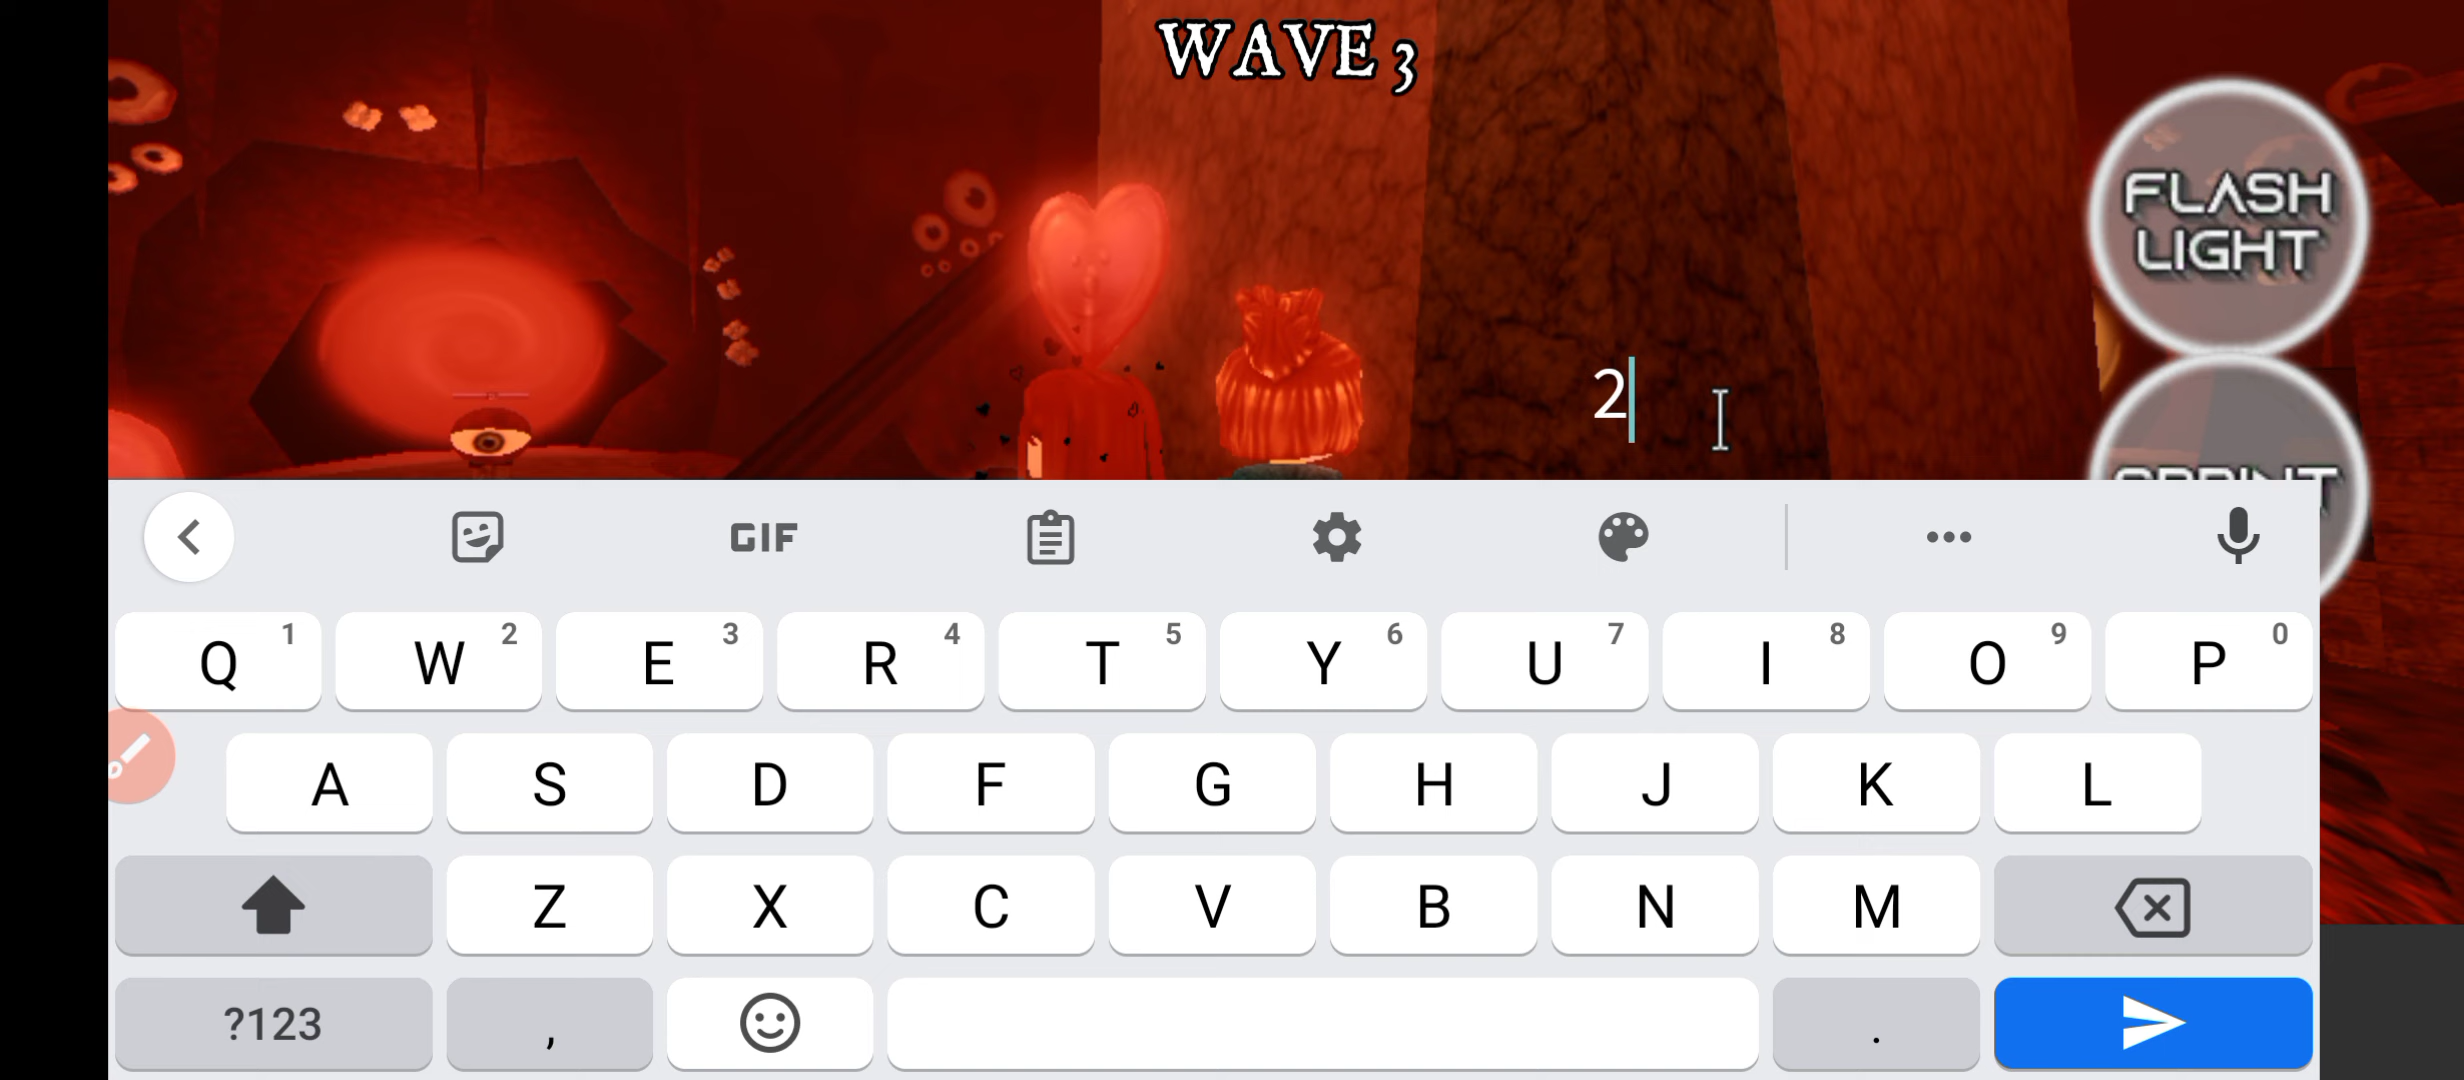 WAVE 3
FLASH
LIGHT
2
GIF
Q 1 W 2 E 3 R 4 T 5 Y 6 U 7 I 8 O 9 P 0
A S D F G H J K L
Z X C V B N M
?123 , .